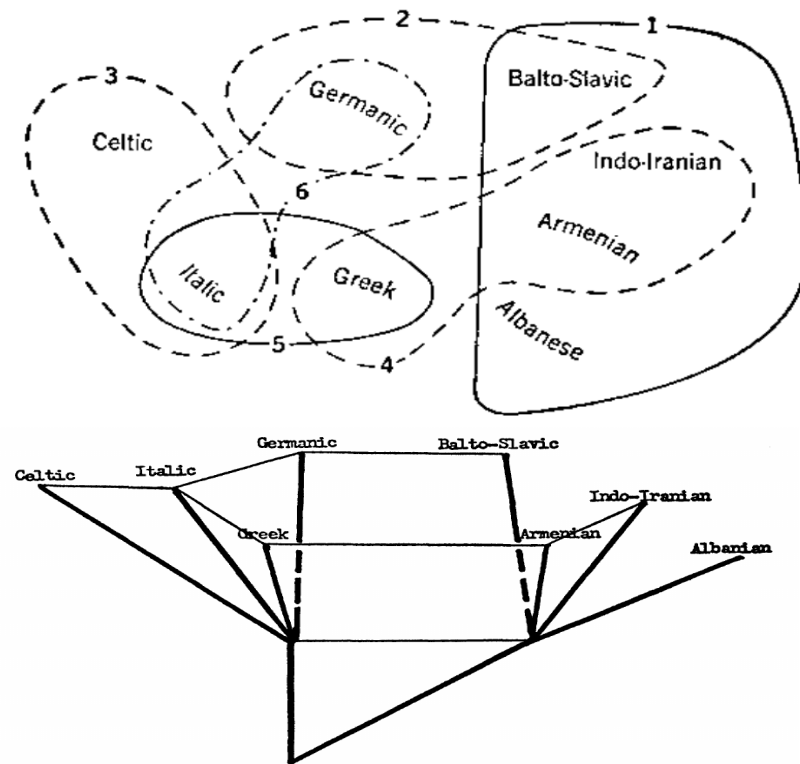 2
1
3
Balto-Slavic
Germanic
Celtic
Indo-Iranian
6
Armenian
Italic
Greek
Albanese
5
4
Germanic
Balto-Slavic
Celtic
Italic
Indo-Iranian
Greek
Armenian
Albanian